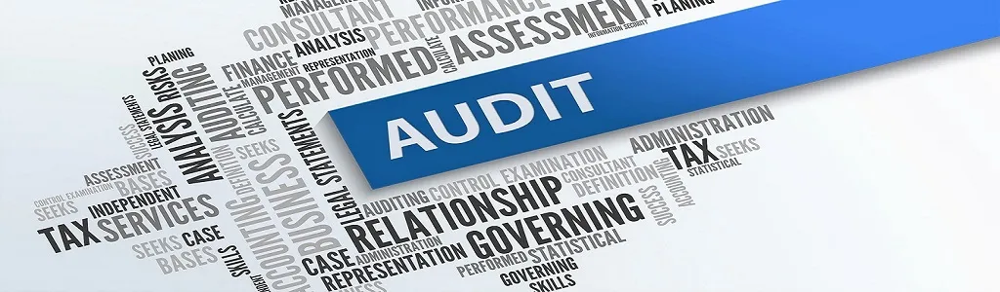 MANAGEMENT
CONSULTANT
PERFORMANCE
PLANNING
ANALYSIS
ASSESSMENT
INFORMATION SECURITY
PLANING
FINANCE
MANAGEMENT
REPRESENTATION
CALCULATE
PERFORMED
AUDIT
ANALYSIS
RISKS
AUDITING
AUDIT
CALCULATE
LEGAL STATEMENTS
SUCCESS
STATEMENTS
ASSESSMENT
CONTROL EXAMINATION
BASES
SEEKS
INDEPENDENT
TAX SERVICES
SEEKS
CASE
BASES
SKILLS
DEFINITION
SEEKS
ACCOUNTING
BUSINESS
LEGAL STATEMENTS
AUDITING
CONTROL EXAMINATION
CONSULTANT
DEFINITION
ADMINISTRATION
TAX
SEEKS
STATISTICAL
ACCOUNTING
SUCCESS
RELATIONSHIP
GOVERNING
CASE
ADMINISTRATION
REPRESENTATION
PERFORMED
STATISTICAL
GOVERNING
SKILLS